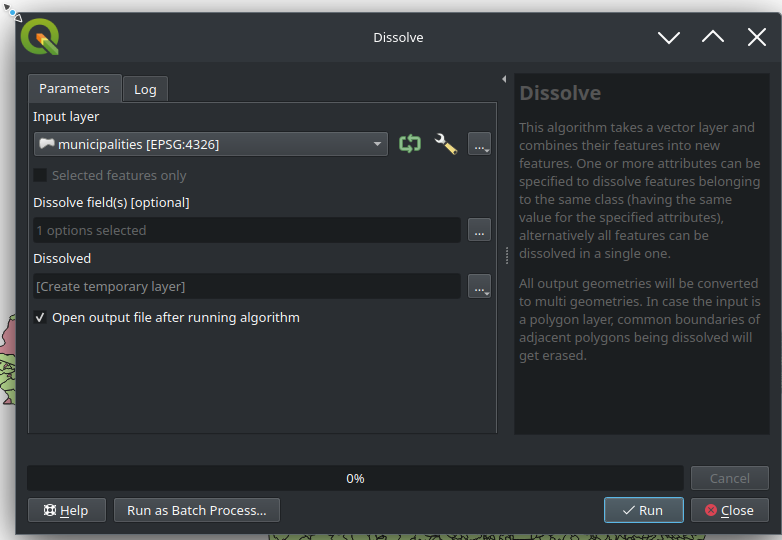 Dissolve
Parameters
Log
Input layer
municipalities [EPSG:4326]
...
Selected features only
Dissolve field(s) [optional]
1 options selected
...
Dissolved
[Create temporary layer]
...
Open output file after running algorithm
Dissolve
This algorithm takes a vector layer and
combines their features into new
features. One or more attributes can be
specified to dissolve features belonging
to the same class (having the same
value for the specified attributes),
alternatively all features can be
dissolved in a single one.
All output geometries will be converted
to multi geometries. In case the input is
a polygon layer, common boundaries of
adjacent polygons being dissolved will
get erased.
0%
Cancel
Help
Run as Batch Process...
Run
Close